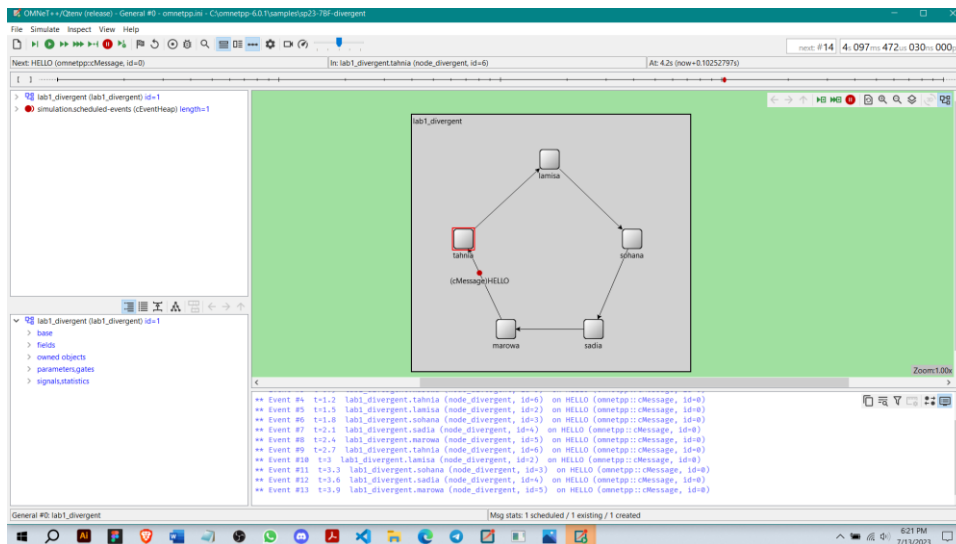 OMNeT++/Qtenv (release) - General #0 - omnetpp.ini - C:\omnetpp-6.0.1\samples\sp23-7BF-divergent
File Simulate Inspect View Help
next: #14 4s 097ms 472us 030ns 000p
Next: HELLO (omnetpp::cMessage, id=0) In: lab1_divergent.tahnia (node_divergent, id=6) At: 4.2s (now+0.10252797s)
lab1_divergent (lab1_divergent) id=1
simulation.scheduled-events (cEventHeap) length=1
lab1_divergent
lamisa
tahnia
sohana
(cMessage)HELLO
marowa
sadia
Zoom:1.00x
lab1_divergent (lab1_divergent) id=1
base
fields
owned objects
parameters,gates
signals,statistics
** Event #4 t=1.2 lab1_divergent.tahnia (node_divergent, id=6) on HELLO (omnetpp::cMessage, id=0)
** Event #5 t=1.5 lab1_divergent.lamisa (node_divergent, id=2) on HELLO (omnetpp::cMessage, id=0)
** Event #6 t=1.8 lab1_divergent.sohana (node_divergent, id=3) on HELLO (omnetpp::cMessage, id=0)
** Event #7 t=2.1 lab1_divergent.sadia (node_divergent, id=4) on HELLO (omnetpp::cMessage, id=0)
** Event #8 t=2.4 lab1_divergent.marowa (node_divergent, id=5) on HELLO (omnetpp::cMessage, id=0)
** Event #9 t=2.7 lab1_divergent.tahnia (node_divergent, id=6) on HELLO (omnetpp::cMessage, id=0)
** Event #10 t=3 lab1_divergent.lamisa (node_divergent, id=2) on HELLO (omnetpp::cMessage, id=0)
** Event #11 t=3.3 lab1_divergent.sohana (node_divergent, id=3) on HELLO (omnetpp::cMessage, id=0)
** Event #12 t=3.6 lab1_divergent.sadia (node_divergent, id=4) on HELLO (omnetpp::cMessage, id=0)
** Event #13 t=3.9 lab1_divergent.marowa (node_divergent, id=5) on HELLO (omnetpp::cMessage, id=0)
General #0: lab1_divergent Msg stats: 1 scheduled / 1 existing / 1 created
6:21 PM
7/13/2023